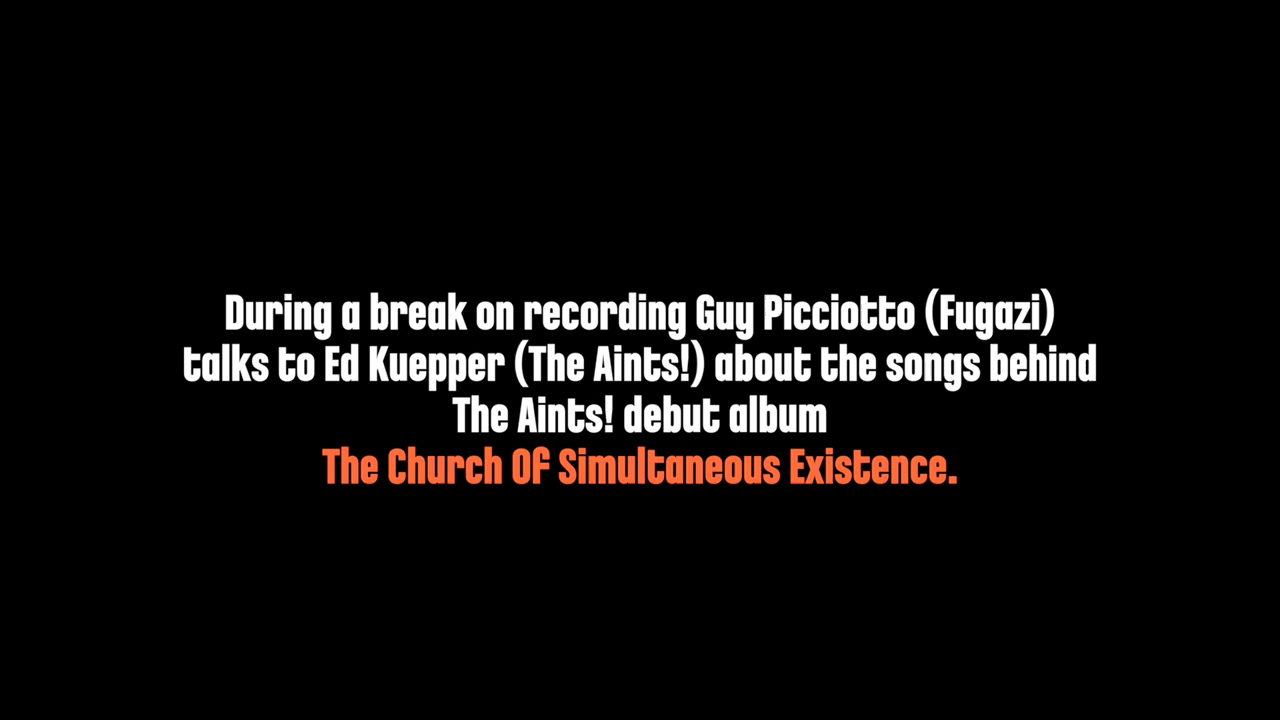 During a break on recording Guy Picciotto (Fugazi)
talks to Ed Kuepper (The Aints!) about the songs behind
The Aints! debut album
The Church Of Simultaneous Existence.